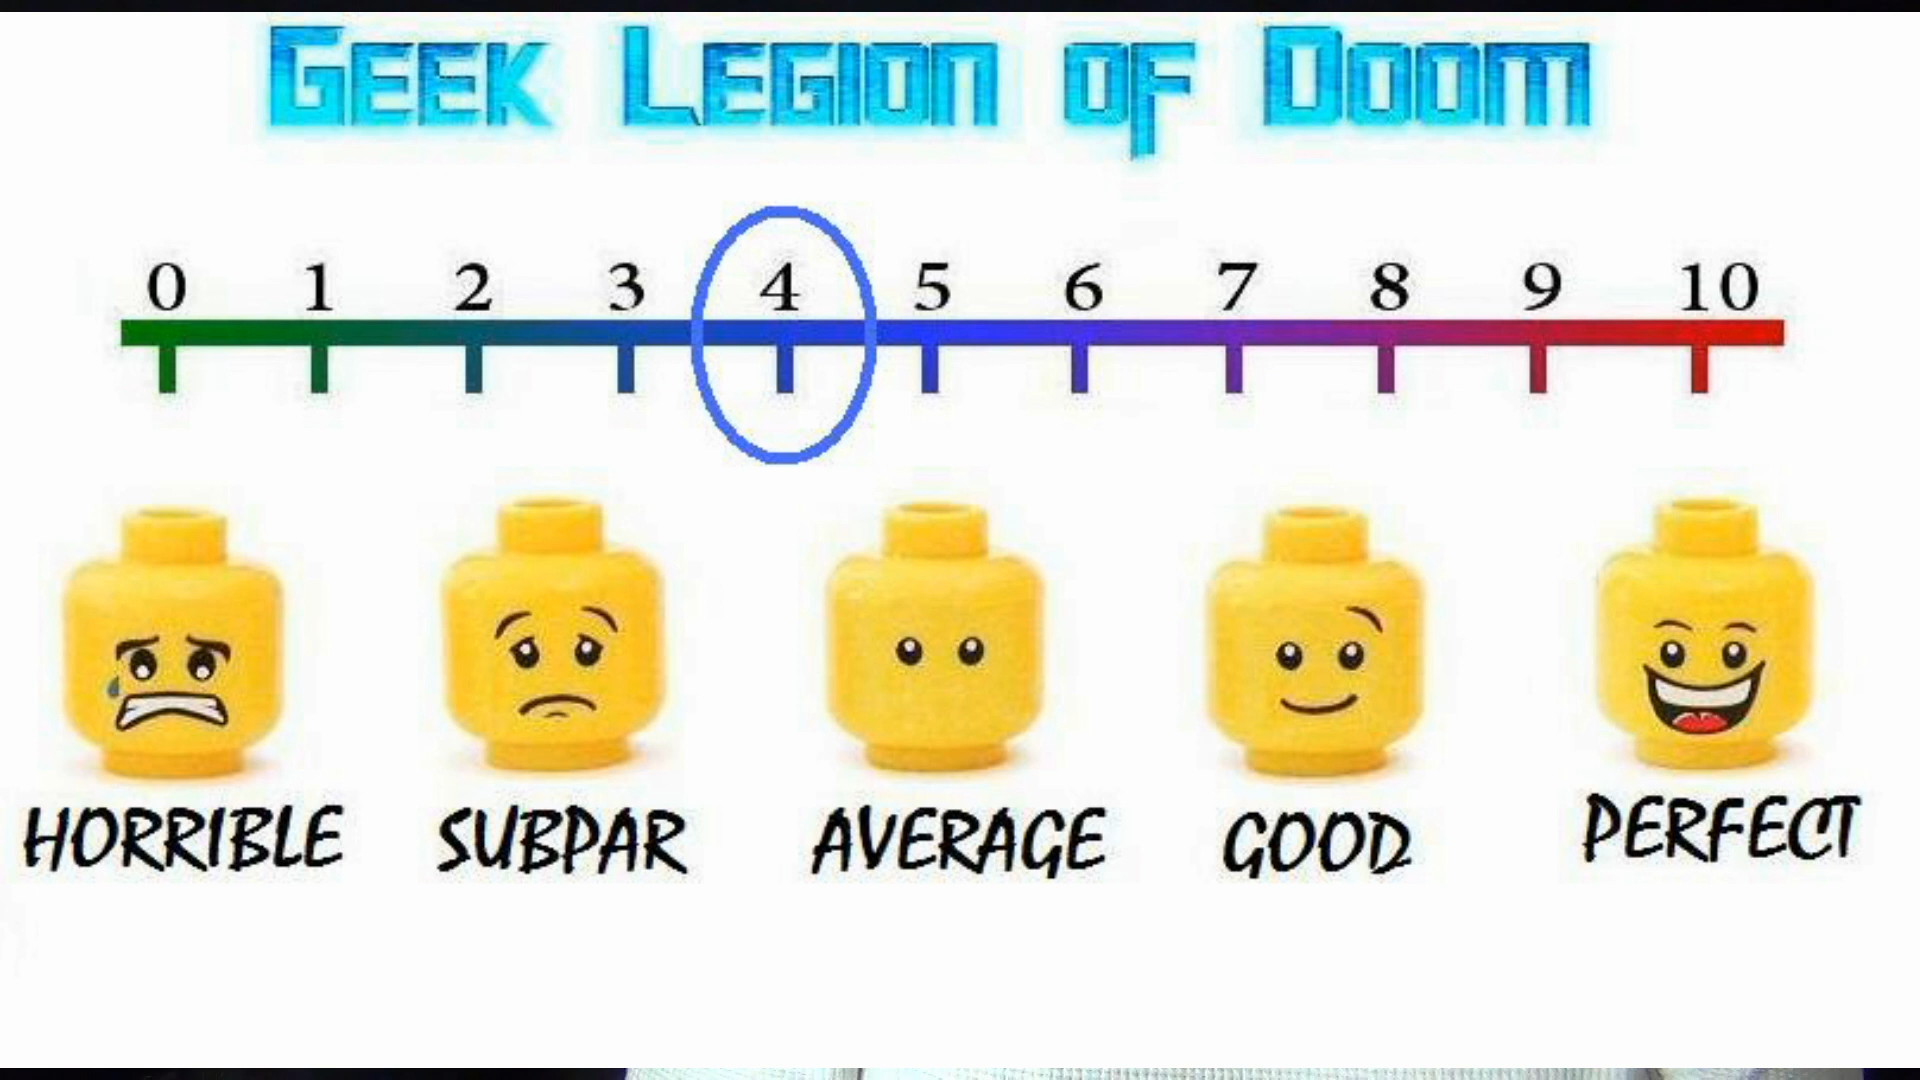 GEEK LEGION OF DOOM
0 1 2 3 4 5 6 7 8 9 10
HORRIBLE SUBPAR AVERAGE GOOD PERFECT